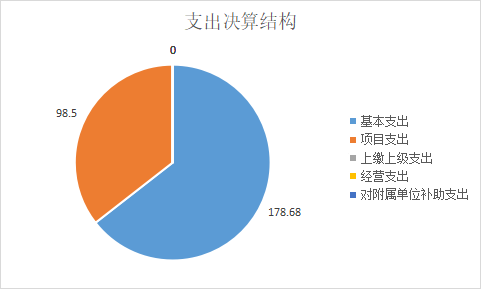 支出决算结构
0
98.5
178.68
基本支出
项目支出
上缴上级支出
经营支出
对附属单位补助支出